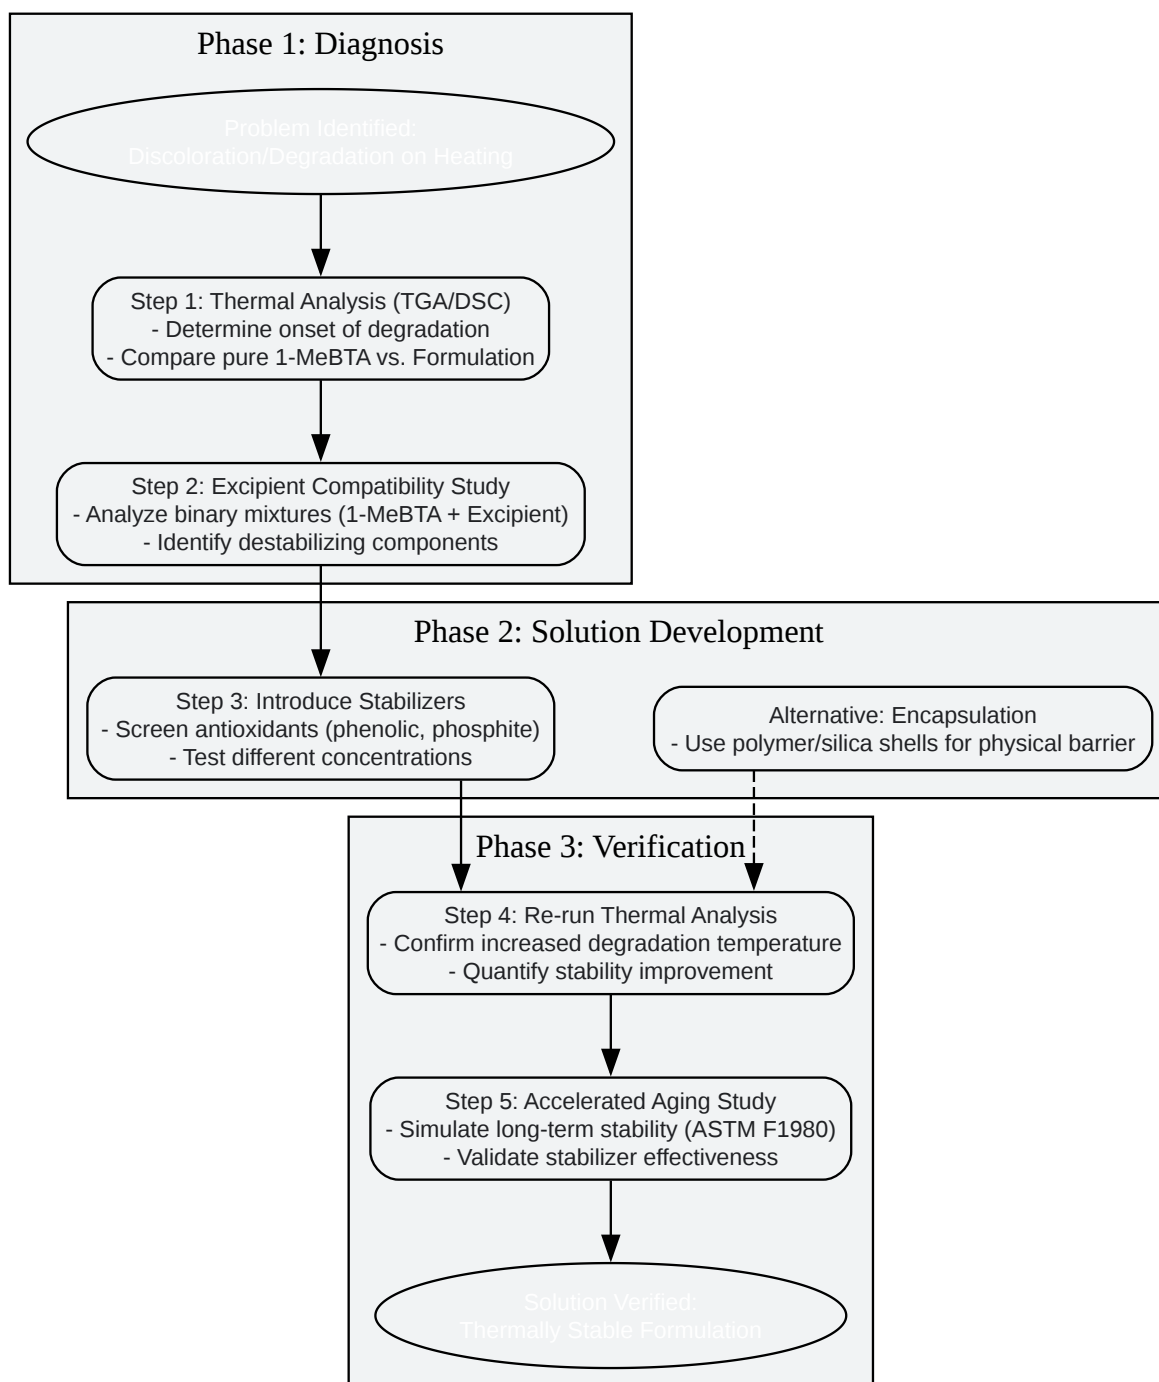 Phase 1: Diagnosis
Problem Identified:
Discoloration/Degradation on Heating
Step 1: Thermal Analysis (TGA/DSC)
- Determine onset of degradation
- Compare pure 1-MeBTA vs. Formulation
Step 2: Excipient Compatibility Study
- Analyze binary mixtures (1-MeBTA + Excipient)
- Identify destabilizing components
Phase 2: Solution Development
Step 3: Introduce Stabilizers
- Screen antioxidants (phenolic, phosphite)
- Test different concentrations
Alternative: Encapsulation
- Use polymer/silica shells for physical barrier
Phase 3: Verification
Step 4: Re-run Thermal Analysis
- Confirm increased degradation temperature
- Quantify stability improvement
Step 5: Accelerated Aging Study
- Simulate long-term stability (ASTM F1980)
- Validate stabilizer effectiveness
Solution Verified:
Thermally Stable Formulation